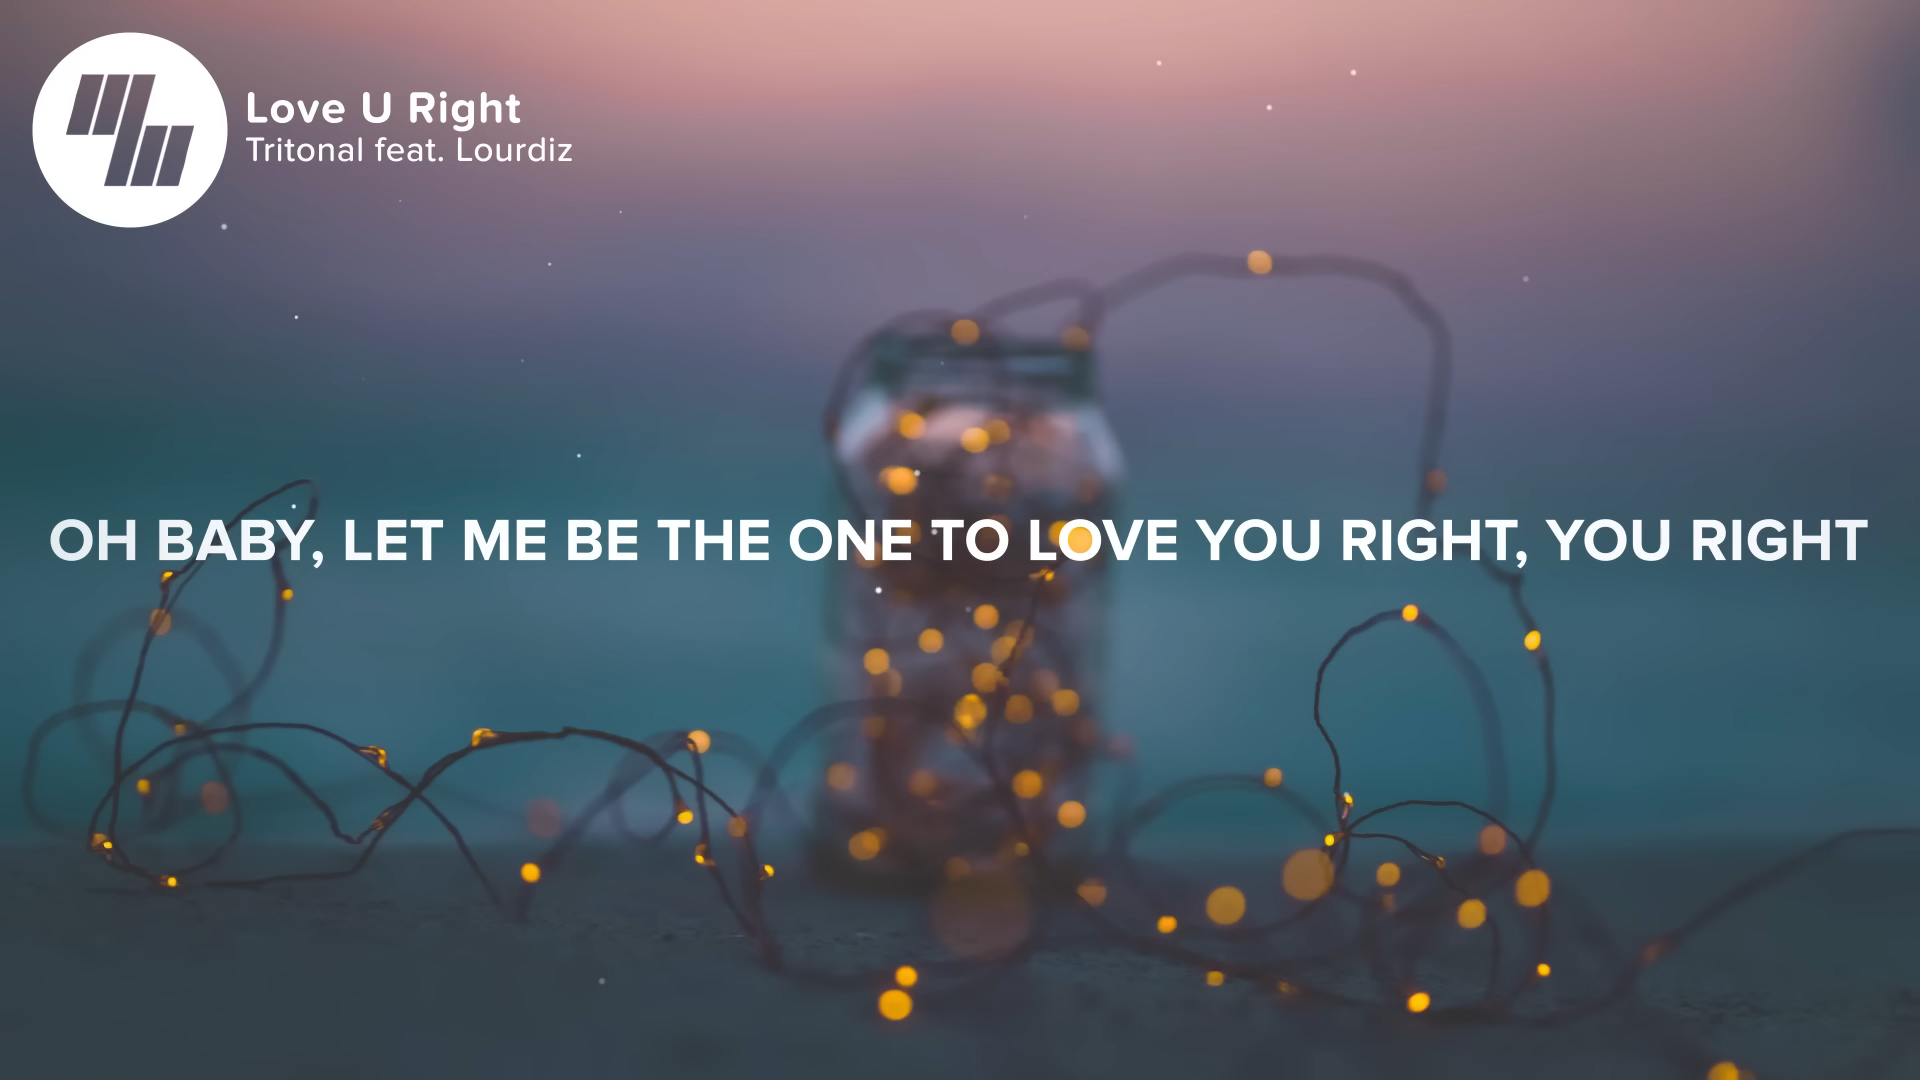 Love U Right
Tritonal feat. Lourdiz
OH BABY, LET ME BE THE ONE TO LOVE YOU RIGHT, YOU RIGHT